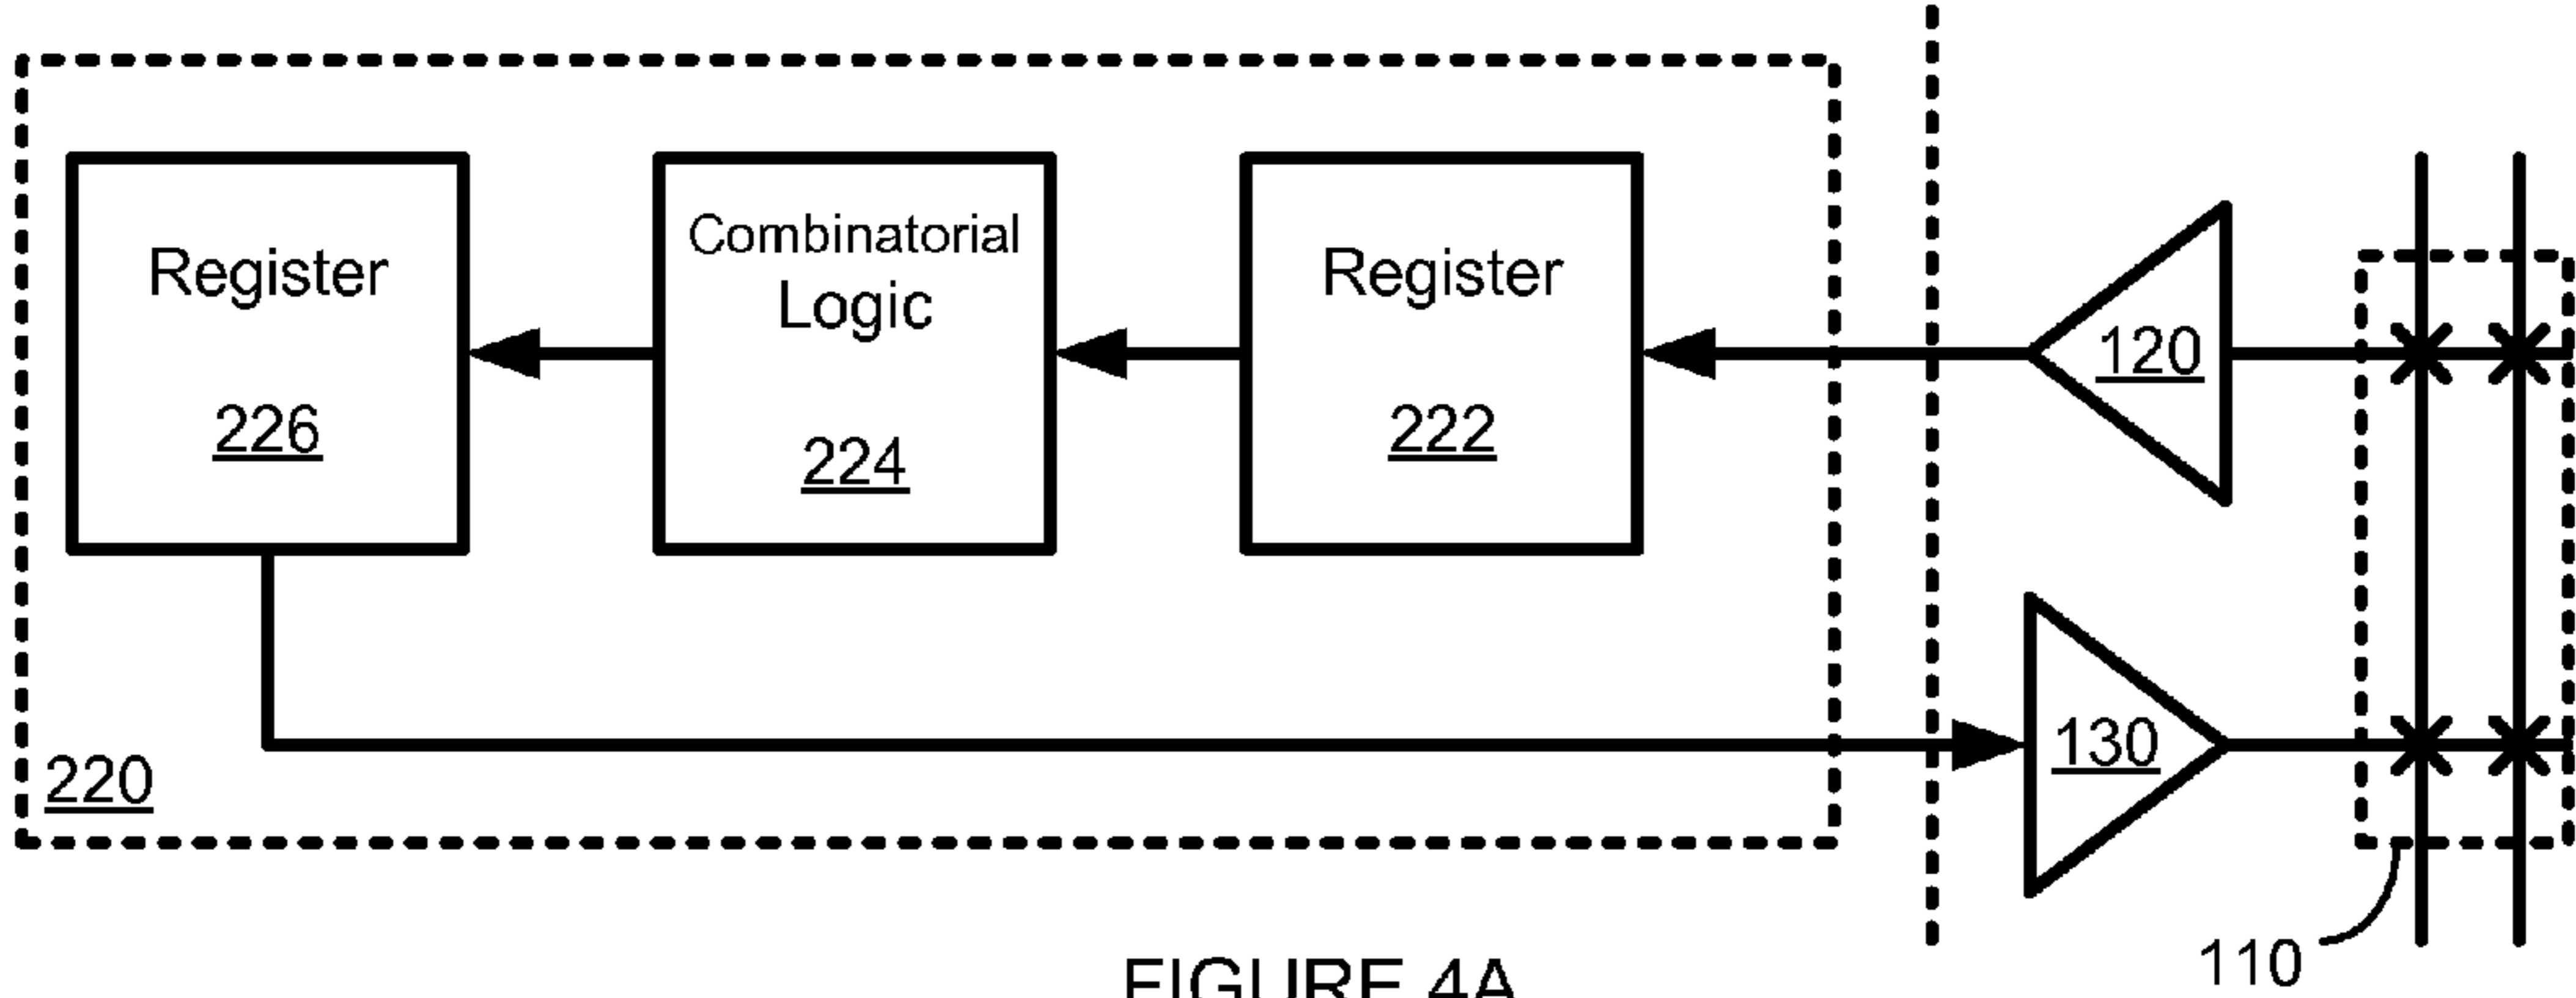 Register
226
Combinatorial
Logic
224
Register
222
120
130
220
110
FIGURE 4A